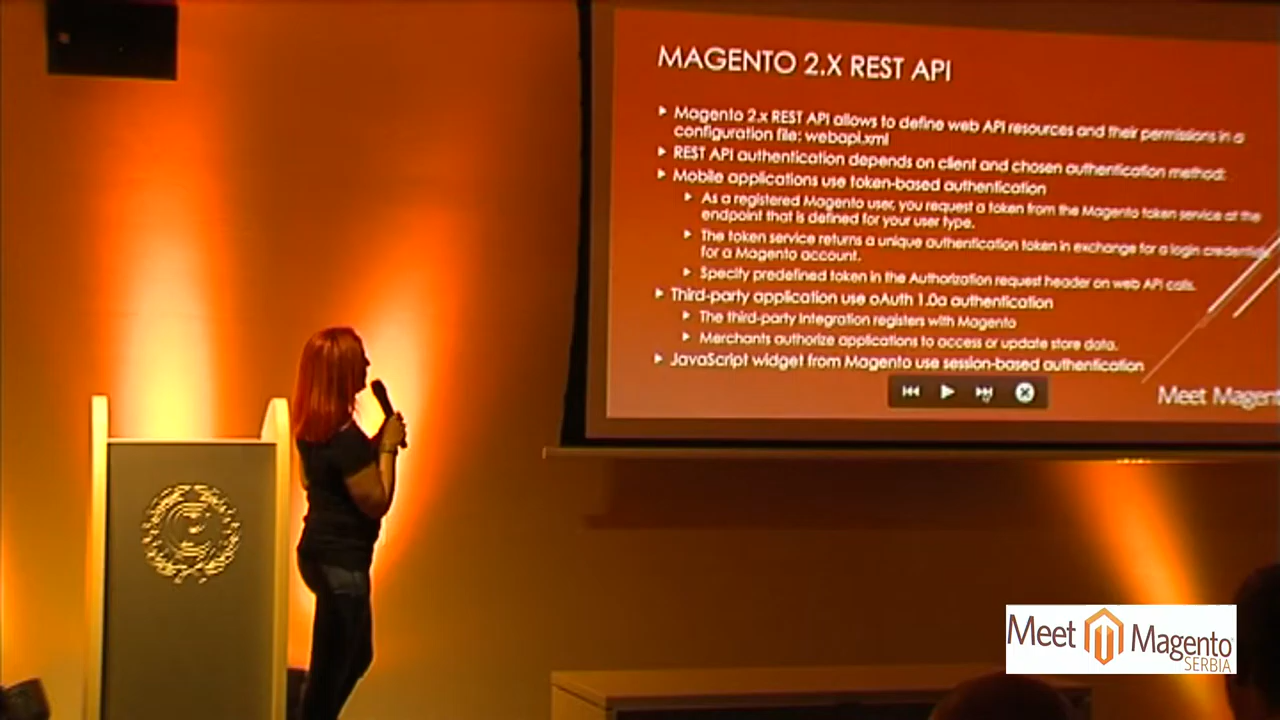 MAGENTO 2.X REST API
Magento 2.x REST API allows to define web API resources and their permissions in a
configuration file: webapi.xml
REST API authentication depends on client and chosen authentication method:
Mobile applications use token-based authentication
As a registered Magento user, you request a token from the Magento token service at the
endpoint that is defined for your user type.
The token service returns a unique authentication token in exchange for a login
for a Magento account.
Specify predefined token in the Authorization request header on web API calls.
Third-party application use oAuth 1.0a authentication
The third-party Integration registers with Magento
Merchants authorize applications to access or update store data.
JavaScript widget from Magento use session-based authentication
Meet Magent
Meet Magento
SERBIA